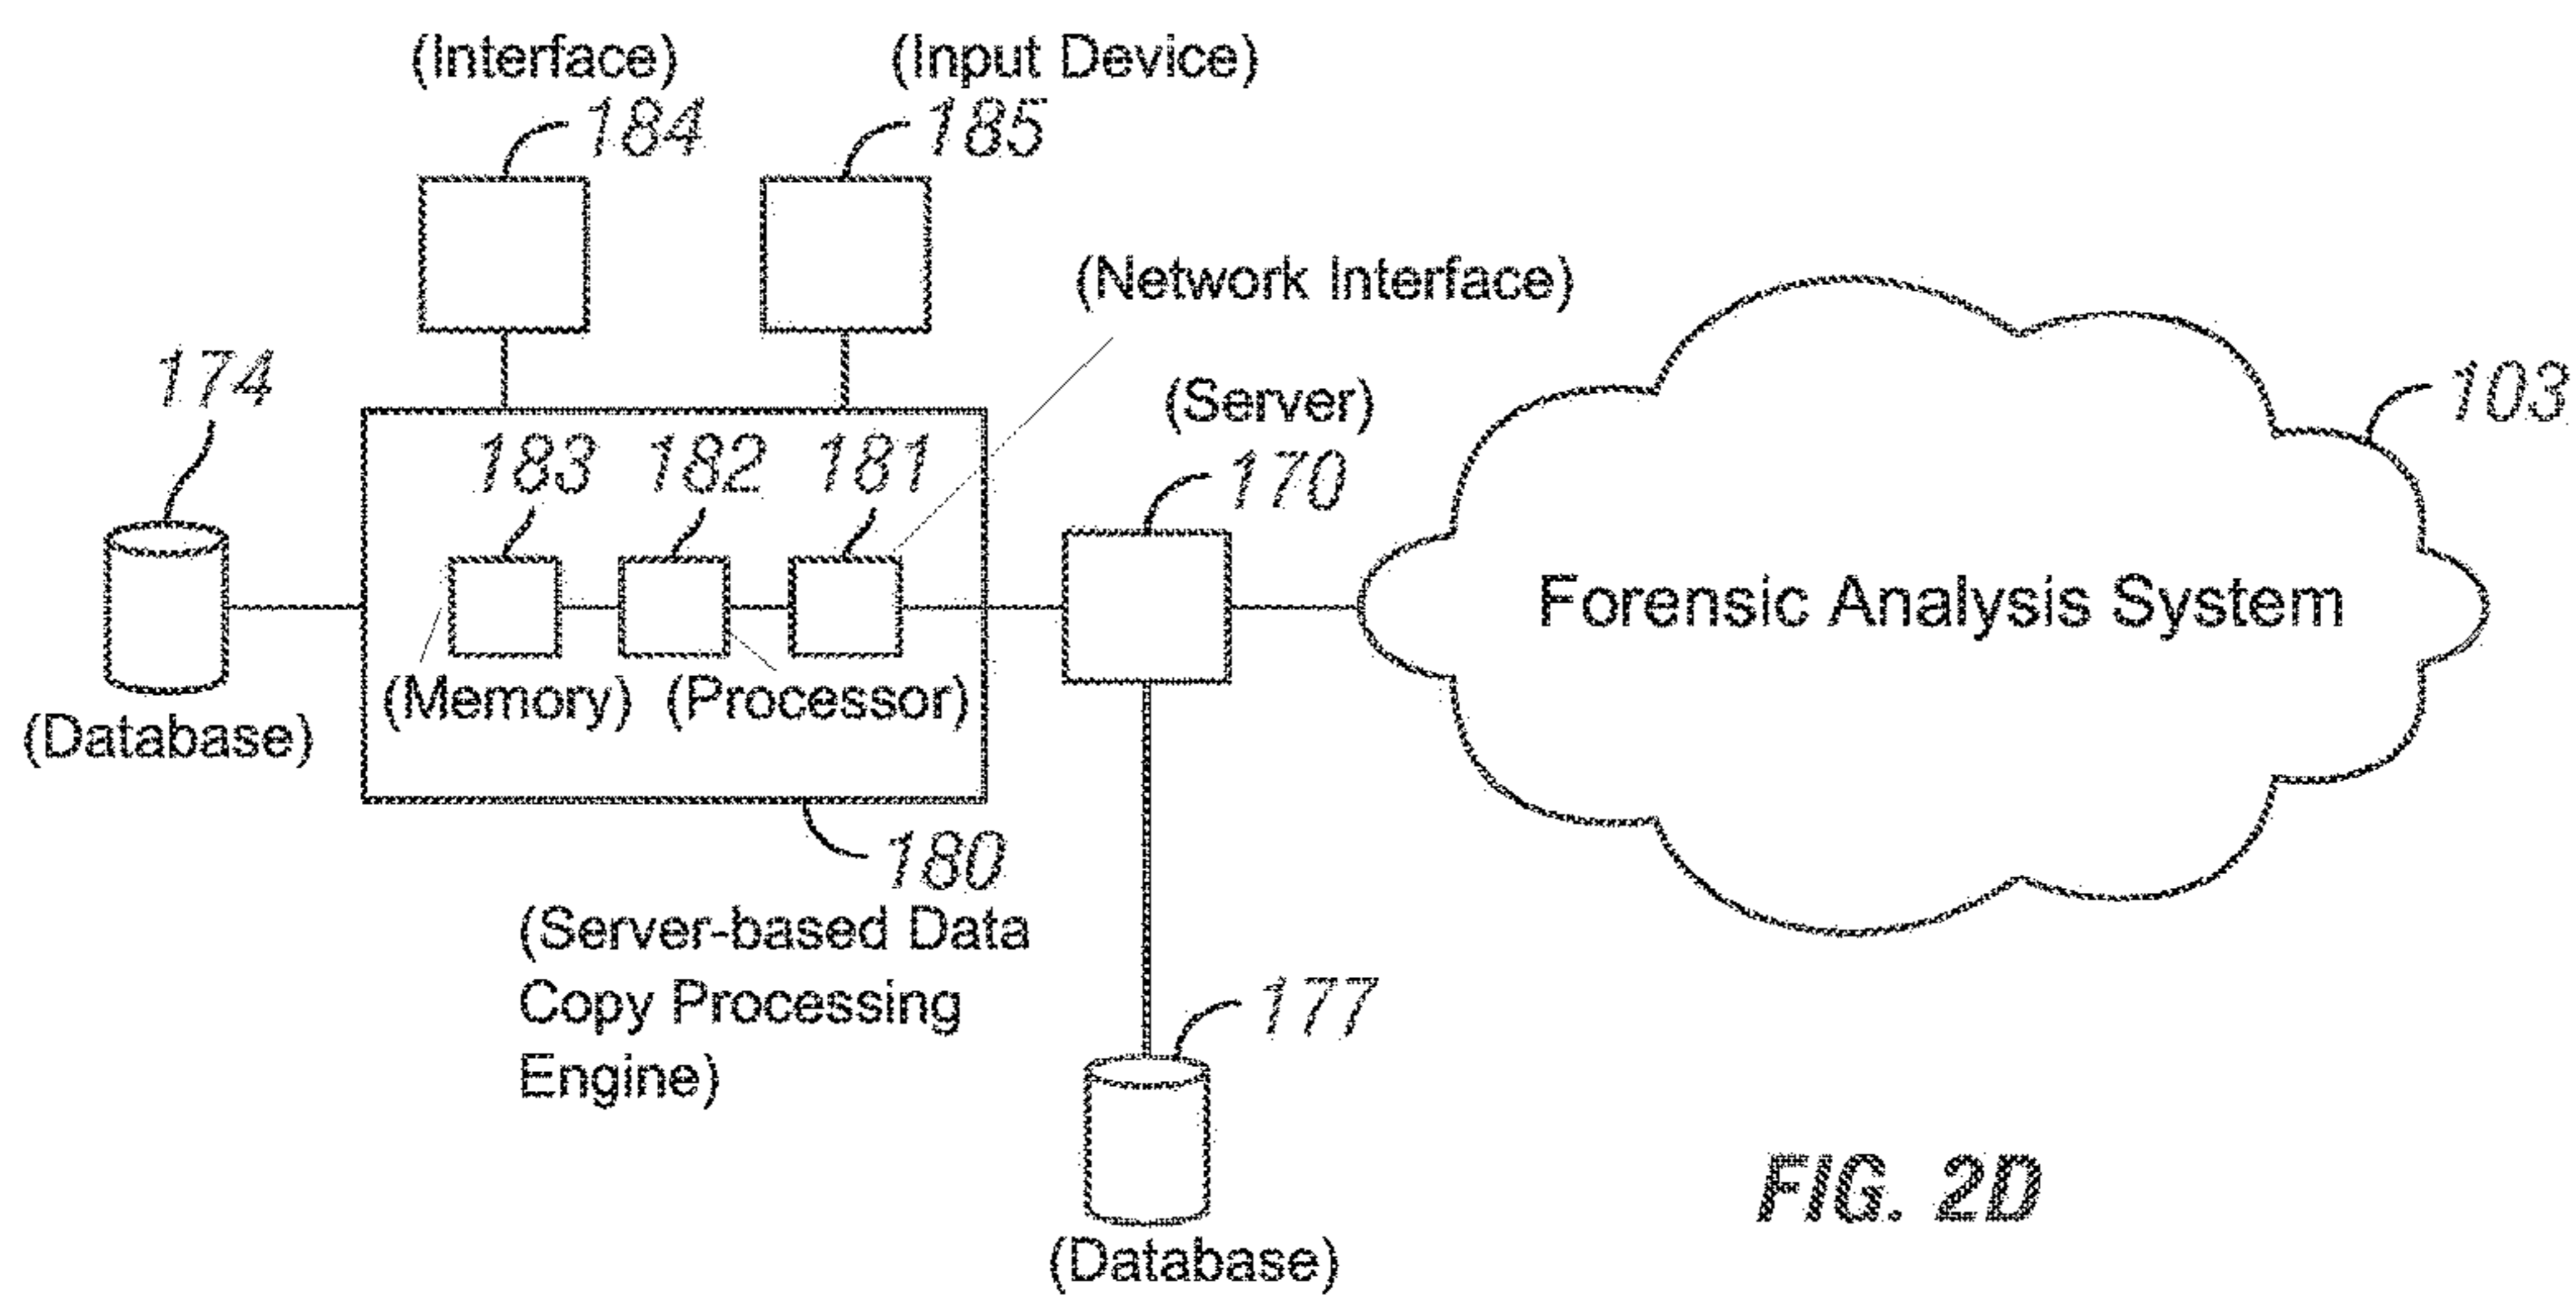 (Interface)
(Input Device)
184
185
(Network Interface)
174
(Server)
103
183
182
181
170
Forensic Analysis System
(Memory)
(Processor)
(Database)
180
(Server-based Data
Copy Processing
Engine)
177
(Database)
FIG. 2D